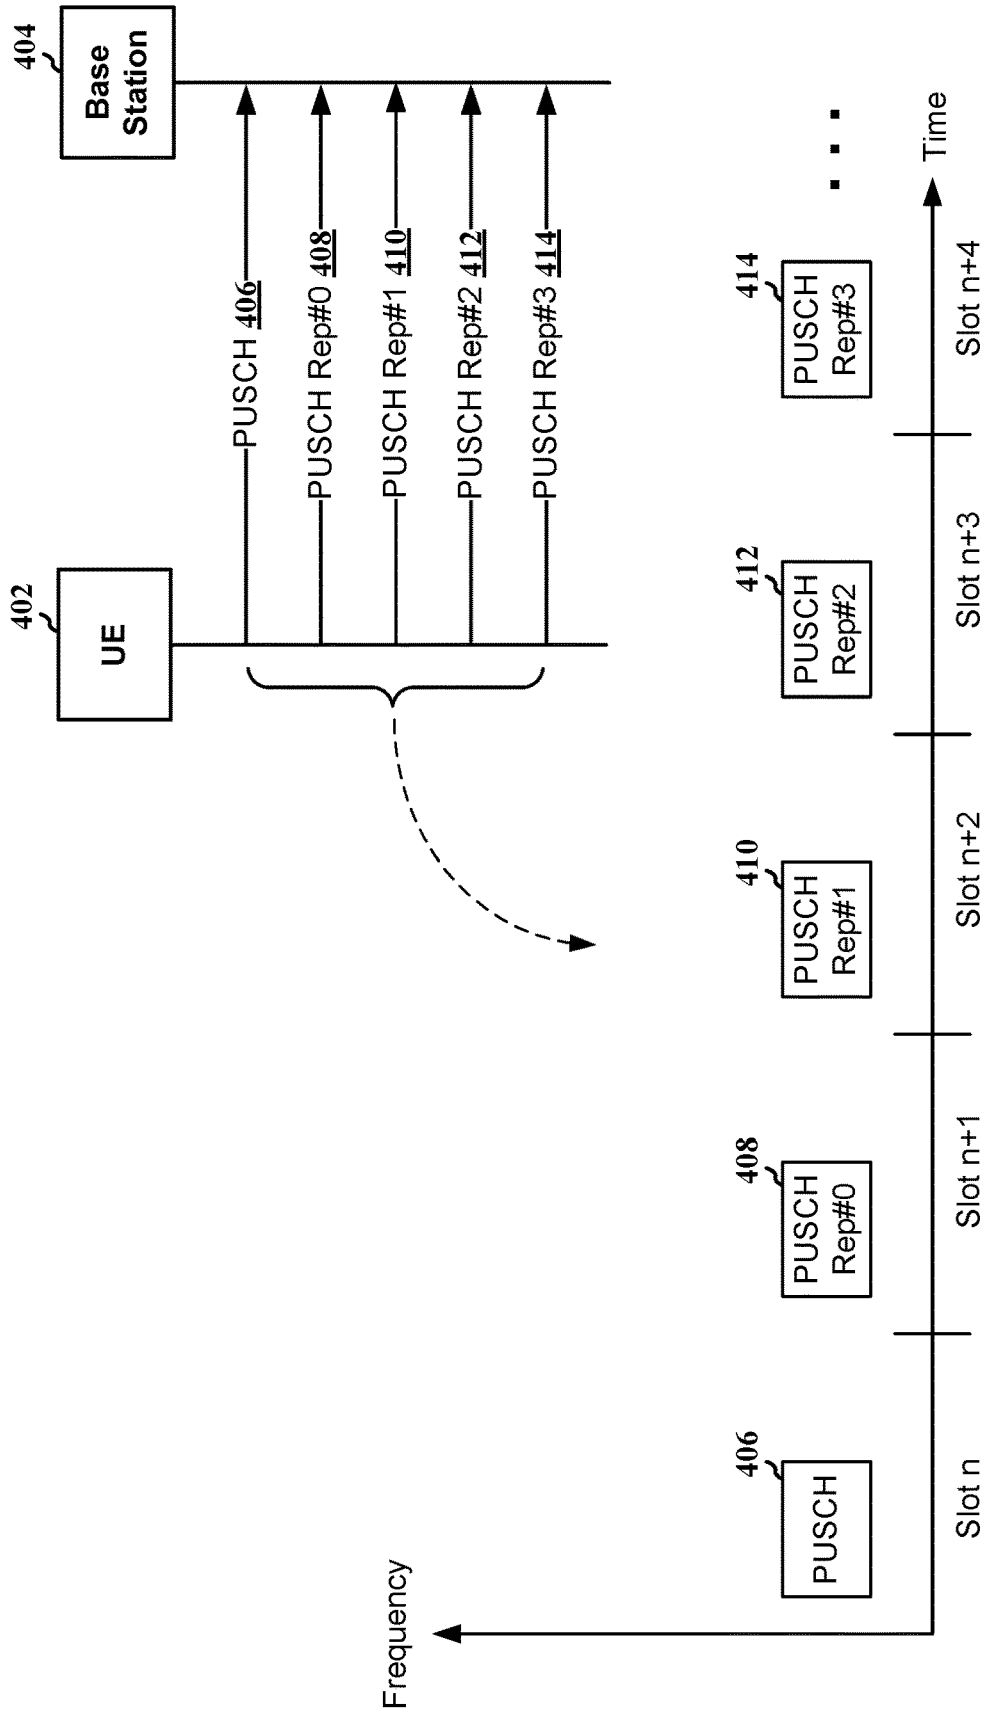 402
UE
404
Base
Station
PUSCH 406
PUSCH Rep#0 408
PUSCH Rep#1 410
PUSCH Rep#2 412
PUSCH Rep#3 414
Frequency
406
PUSCH
408
PUSCH
Rep#0
410
PUSCH
Rep#1
412
PUSCH
Rep#2
414
PUSCH
Rep#3
Time
Slot n
Slot n+1
Slot n+2
Slot n+3
Slot n+4